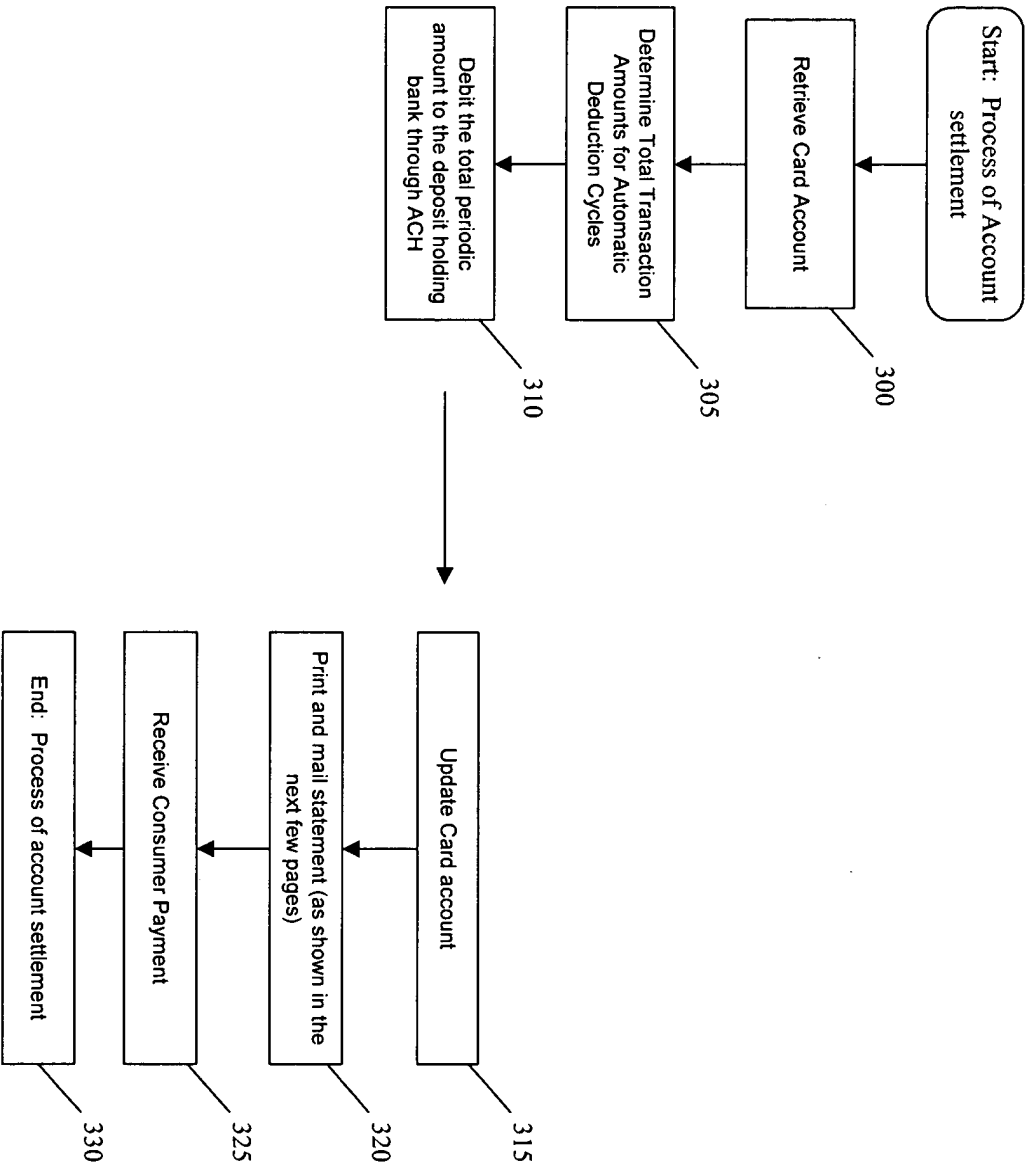 Start:  Process of Account
settlement
Retrieve Card Account
300
Determine Total Transaction
Amounts for Automatic
Deduction Cycles
305
Debit the total periodic
amount to the deposit holding
bank through ACH
310
Update Card account
315
Print and mail statement (as shown in the
next few pages)
320
Receive Consumer Payment
325
End:  Process of account settlement
330